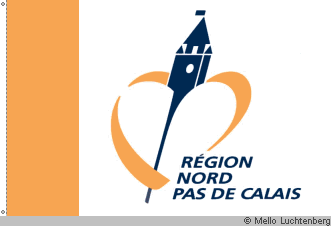 RÉGION
NORD
PAS DE CALAIS
© Mello Luchtenberg